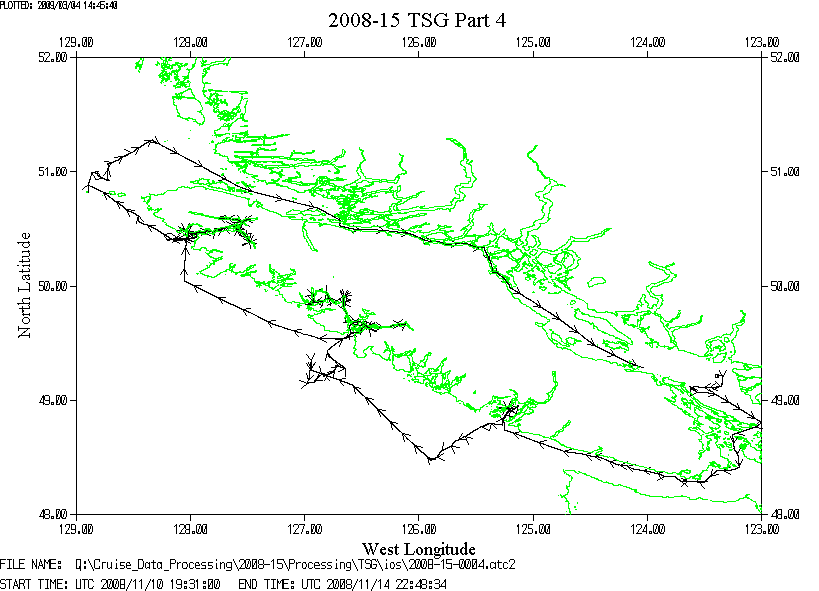 PLOTTED: 2009/03/04 14:45:40
2008-15 TSG Part 4
129.00 128.00 127.00 126.00 125.00 124.00 123.00
52.00 52.00
51.00 51.00
North Latitude
50.00 50.00
49.00 49.00
48.00 48.00
129.00 128.00 127.00 126.00 125.00 124.00 123.00
West Longitude
FILE NAME: Q:\Cruise_Data_Processing\2008-15\Processing\TSG\ios\2008-15-0004.atc2
START TIME: UTC 2008/11/10 19:31:00 END TIME: UTC 2008/11/14 22:48:34